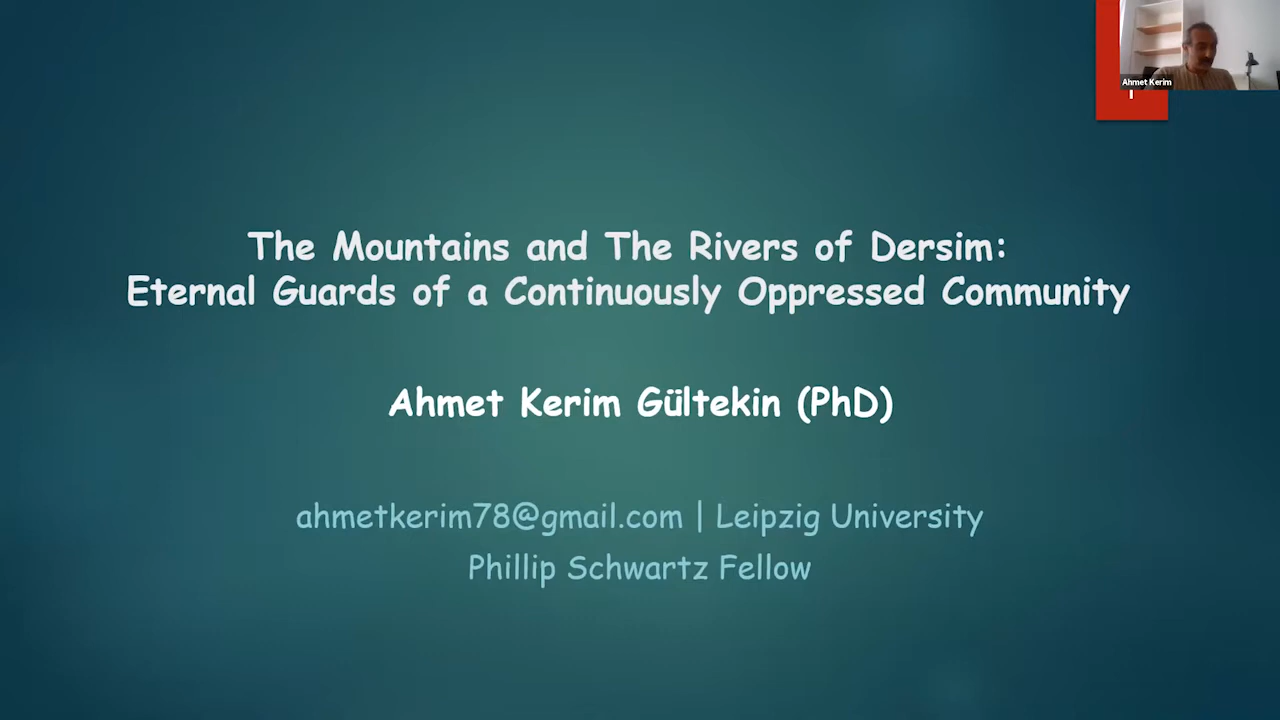 Ahmet Kerim
The Mountains and The Rivers of Dersim:
Eternal Guards of a Continuously Oppressed Community
Ahmet Kerim Gültekin (PhD)
ahmetkerim78@gmail.com | Leipzig University
Phillip Schwartz Fellow